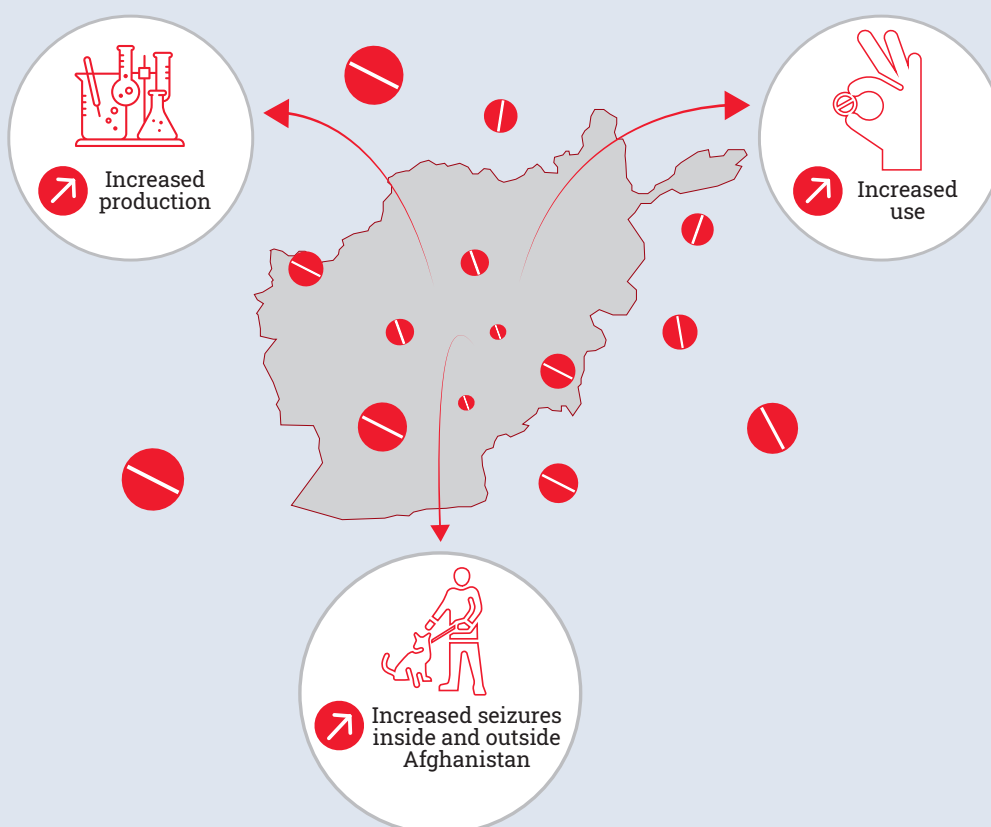 Increased
production
Increased
use
Increased seizures
inside and outside
Afghanistan